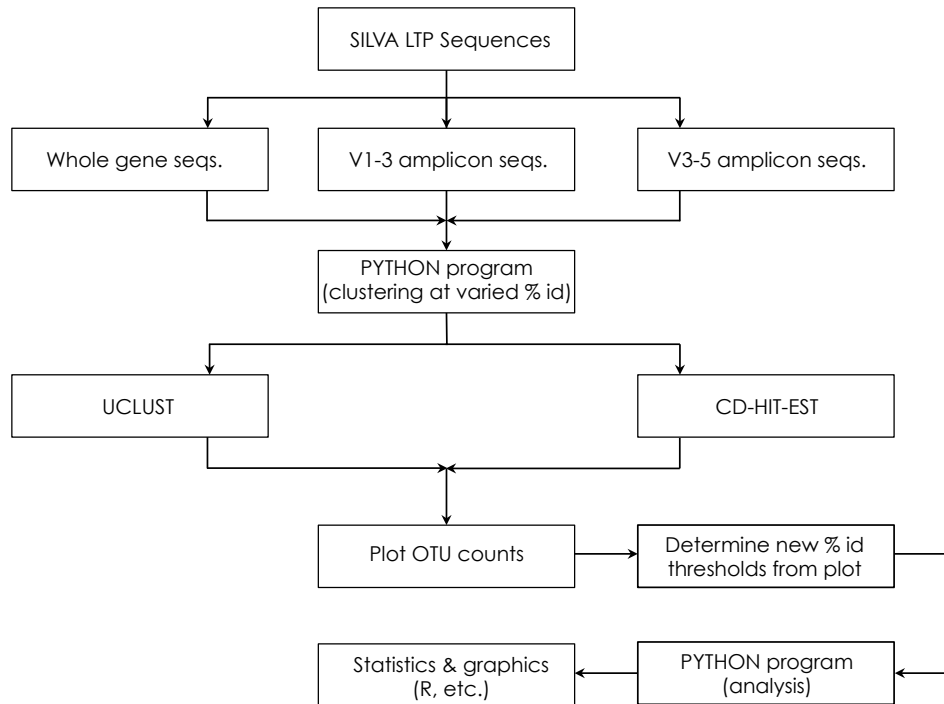 SILVA LTP Sequences
Whole gene seqs.
V1-3 amplicon seqs.
V3-5 amplicon seqs.
PYTHON program
(clustering at varied % id)
UCLUST
CD-HIT-EST
Plot OTU counts
Determine new % id
thresholds from plot
Statistics & graphics
(R, etc.)
PYTHON program
(analysis)